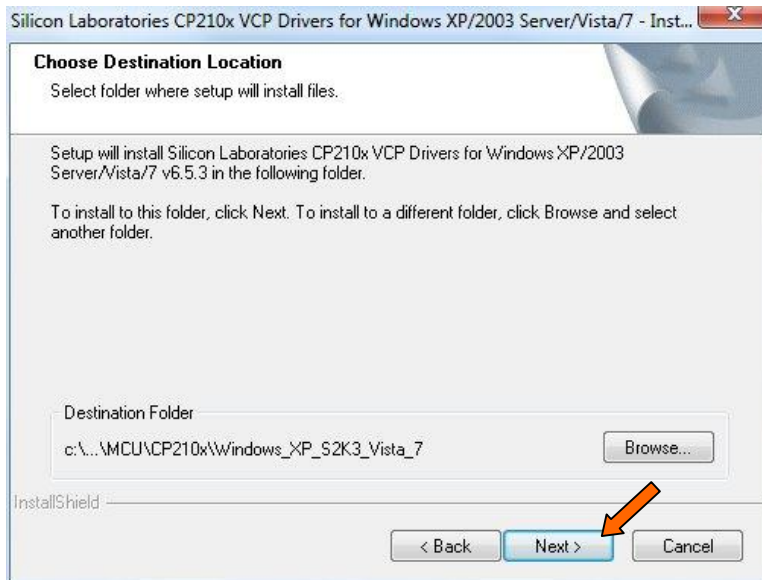 Silicon Laboratories CP210x VCP Drivers for Windows XP/2003 Server/Vista/7 - Inst...
Choose Destination Location
Select folder where setup will install files.
Setup will install Silicon Laboratories CP210x VCP Drivers for Windows XP/2003
Server/Vista/7 v6.5.3 in the following folder.
To install to this folder, click Next. To install to a different folder, click Browse and select
another folder.
Destination Folder
c:\...\MCU\CP210x\Windows_XP_S2K3_Vista_7
Browse...
InstallShield
< Back
Next >
Cancel